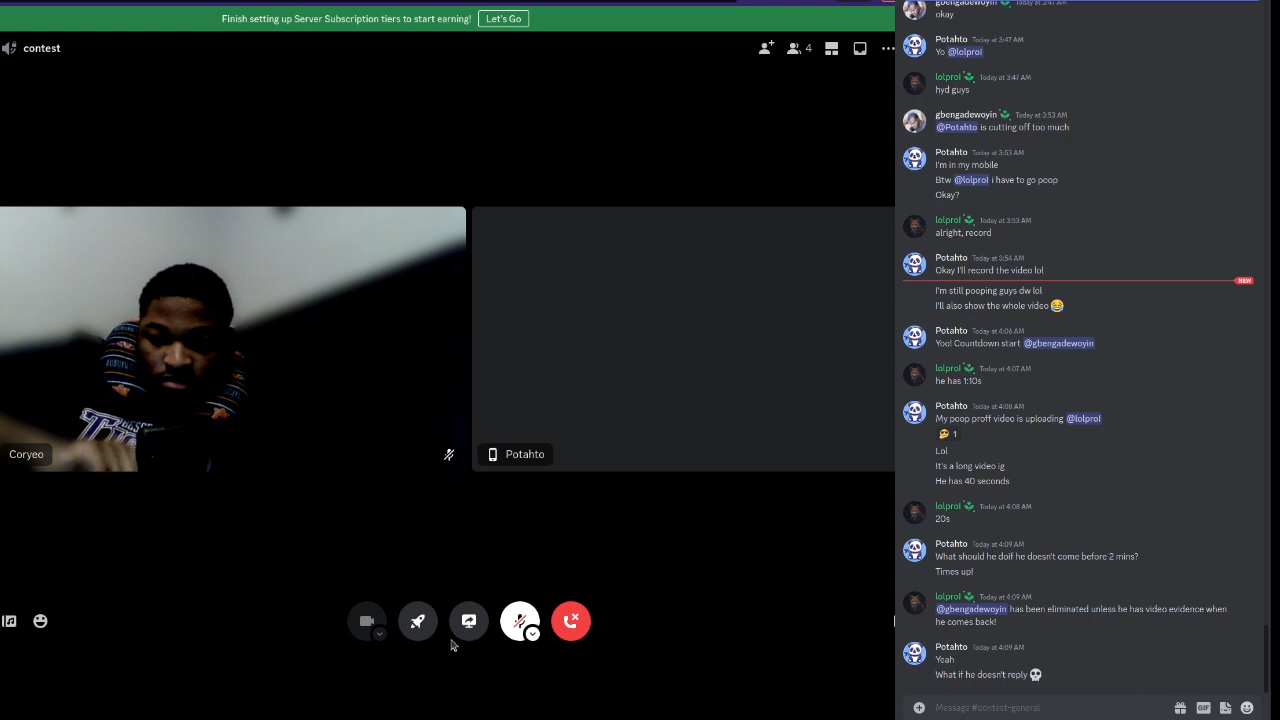 Finish setting up Server Subscription tiers to start earning!
Let's Go
contest
4
Coryeo
Potahto
gbengadewoyin Today at 3:47 AM
okay
Potahto Today at 3:47 AM
Yo @lolprol
lolprol Today at 3:47 AM
hyd guys
gbengadewoyin Today at 3:53 AM
@Potahto is cutting off too much
Potahto Today at 3:53 AM
I'm in my mobile
Btw @lolprol i have to go poop
Okay?
lolprol Today at 3:53 AM
alright, record
Potahto Today at 3:54 AM
Okay I'll record the video lol
NEW
I'm still pooping guys dw lol
I'll also show the whole video 😂
Potahto Today at 4:06 AM
Yoo! Countdown start @gbengadewoyin
lolprol Today at 4:07 AM
he has 1:10s
Potahto Today at 4:08 AM
My poop proff video is uploading @lolprol
1
Lol
It's a long video ig
He has 40 seconds
lolprol Today at 4:08 AM
20s
Potahto Today at 4:09 AM
What should he doif he doesn't come before 2 mins?
Times up!
lolprol Today at 4:09 AM
@gbengadewoyin has been eliminated unless he has video evidence when
he comes back!
Potahto Today at 4:09 AM
Yeah
What if he doesn't reply 💀
Message #contest-general
GIF